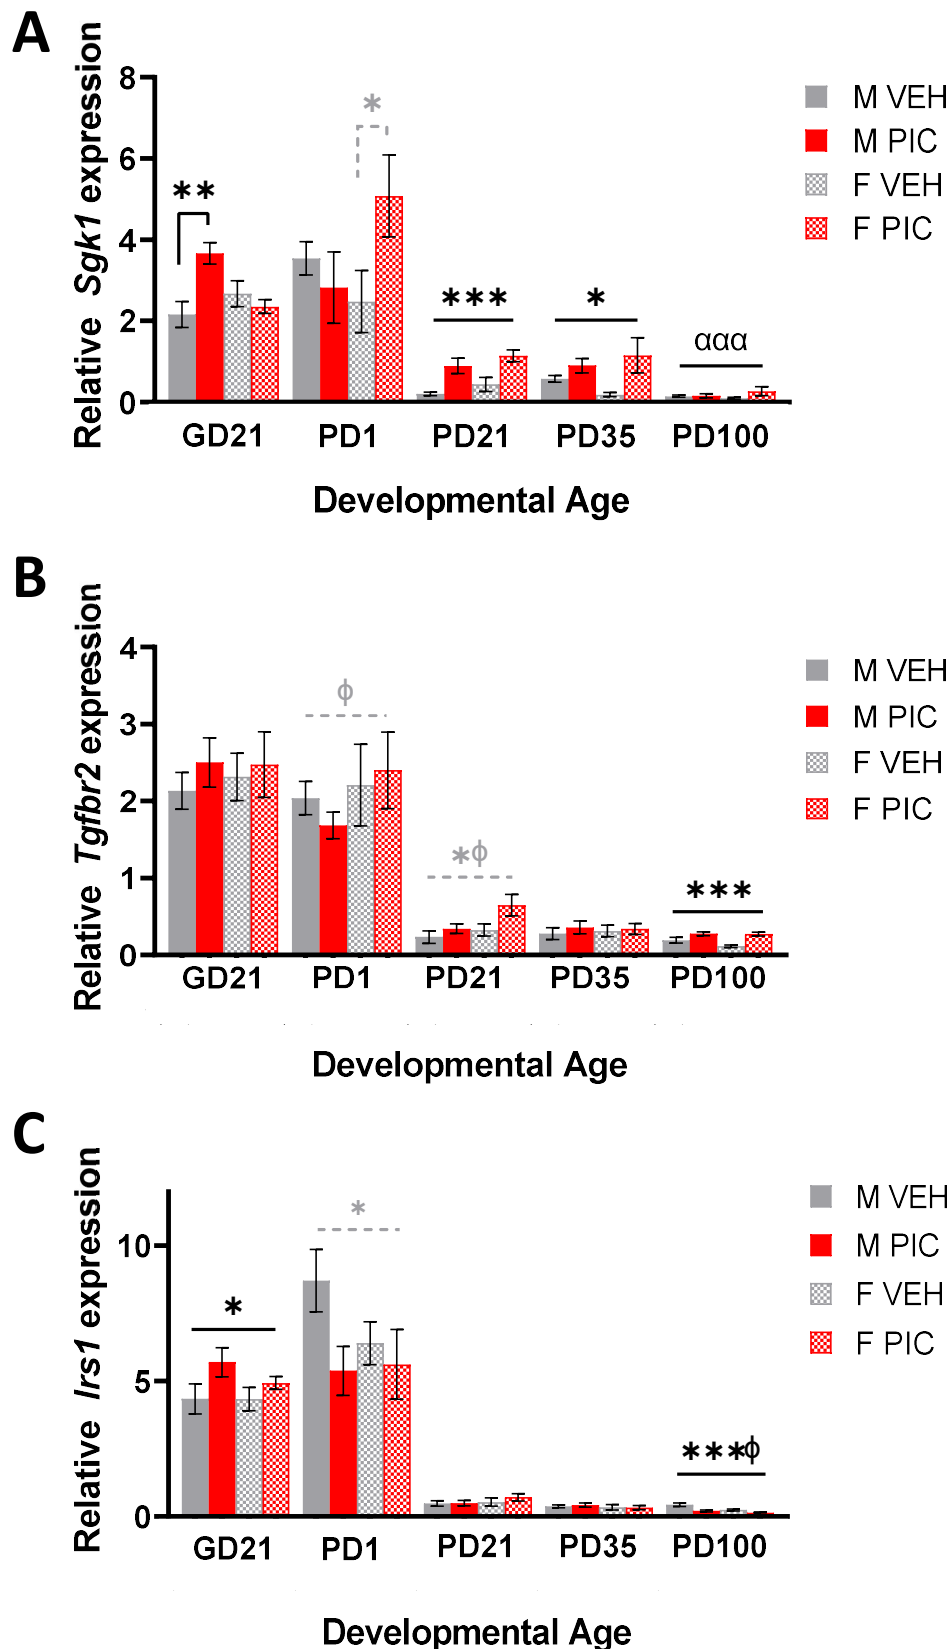 A
Relative Sgk1 expression
8
6
4
2
0
**
*
***
*
ααα
GD21 PD1 PD21 PD35 PD100
Developmental Age
M VEH
M PIC
F VEH
F PIC
B
Relative Tgfbr2 expression
4
3
2
1
0
ϕ
*ϕ
***
GD21 PD1 PD21 PD35 PD100
Developmental Age
M VEH
M PIC
F VEH
F PIC
C
Relative Irs1 expression
10
5
0
*
*
***ϕ
GD21 PD1 PD21 PD35 PD100
Developmental Age
M VEH
M PIC
F VEH
F PIC